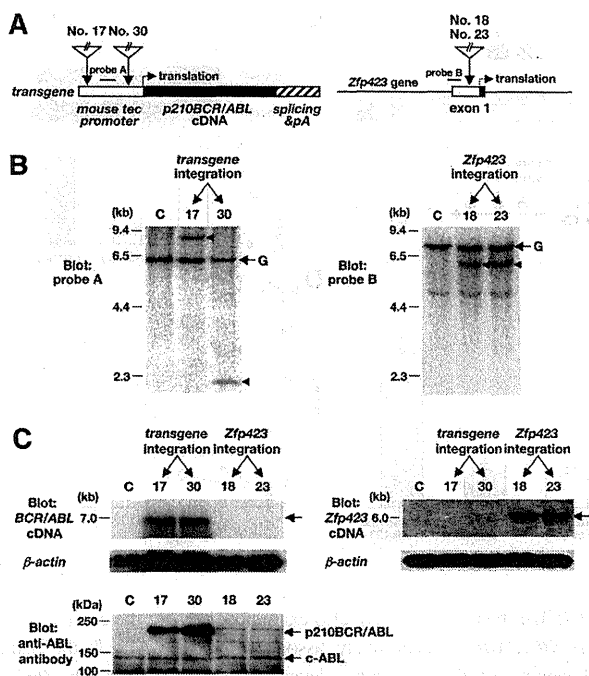 A
No. 17 No. 30
probe A
translation
transgene
mouse tec
promoter
p210BCR/ABL
cDNA
splicing
&pA
No. 18
No. 23
probe B
translation
Zfp423 gene
exon 1
B
transgene
integration
(kb) C 17 30
9.4
6.5
4.4
2.3
G
Blot:
probe A
Zfp423
integration
(kb) C 18 23
9.4
6.5
4.4
2.3
G
Blot:
probe B
C
transgene
integration
Zfp423
integration
C 17 30 18 23
Blot:
BCR/ABL
cDNA
(kb)
7.0
β-actin
transgene
integration
Zfp423
integration
C 17 30 18 23
Blot:
Zfp423
cDNA
(kb)
6.0
β-actin
(kDa) C 17 30 18 23
250
150
100
Blot:
anti-ABL
antibody
p210BCR/ABL
c-ABL